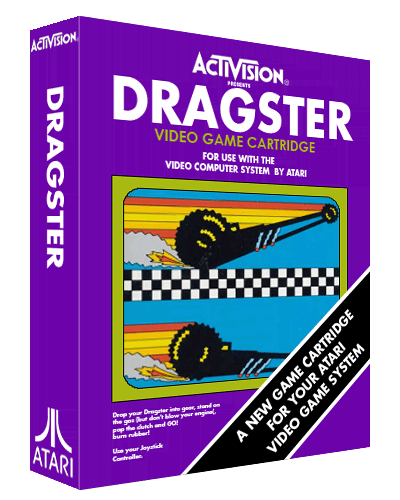 ACTIVISION
DRAGSTER
ATARI
ACTIVISION®
PRESENTS
DRAGSTER
VIDEO GAME CARTRIDGE
FOR USE WITH THE
VIDEO COMPUTER SYSTEM BY ATARI
A NEW GAME CARTRIDGE
FOR YOUR ATARI
VIDEO GAME SYSTEM
Drop your Dragster into gear, stand on
the gas (but don't blow your engine(,
pop the clutch and GO!
burn rubber!
Use your Joystick
Controller.